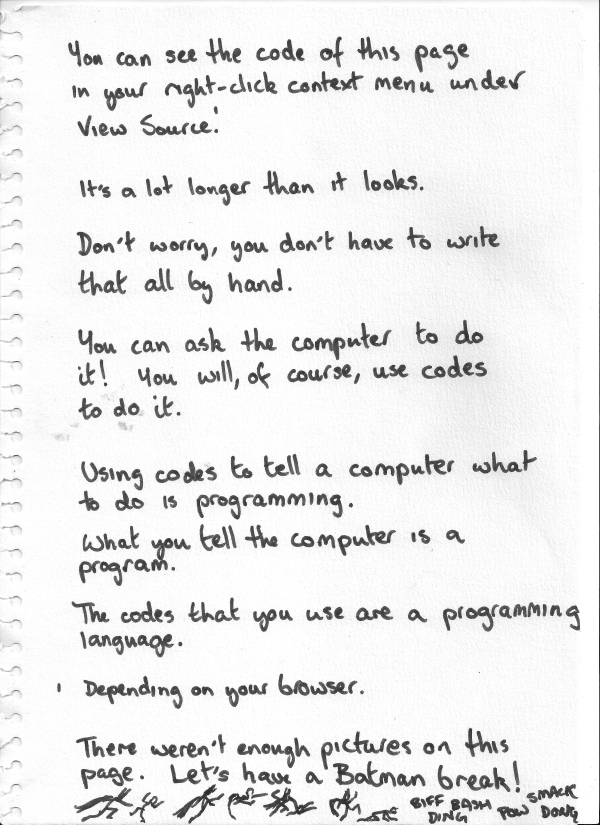 You can see the code of this page
in your right-click context menu under
View Source!¹
It's a lot longer than it looks.
Don't worry, you don't have to write
that all by hand.
You can ask the computer to do
it! You will, of course, use codes
to do it.
Using codes to tell a computer what
to do is programming.
What you tell the computer is a
program.
The codes that you use are a programming
language.
¹ Depending on your browser.
There weren't enough pictures on this
page. Let's have a Batman break!
BIFF BASH SMACK
DING POW DORK